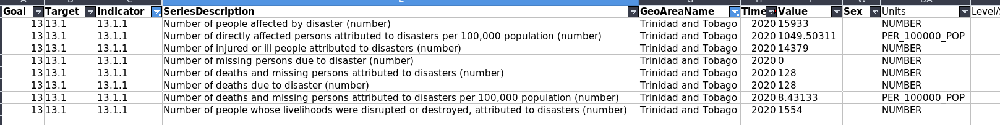 Goal Target Indicator SeriesDescription GeoAreaName Time Value Sex Units Level/S
13 13.1 13.1.1 Number of people affected by disaster (number) Trinidad and Tobago 2020 15933 NUMBER
13 13.1 13.1.1 Number of directly affected persons attributed to disasters per 100,000 population (number) Trinidad and Tobago 2020 1049.50311 PER_100000_POP
13 13.1 13.1.1 Number of injured or ill people attributed to disasters (number) Trinidad and Tobago 2020 14379 NUMBER
13 13.1 13.1.1 Number of missing persons due to disaster (number) Trinidad and Tobago 2020 0 NUMBER
13 13.1 13.1.1 Number of deaths and missing persons attributed to disasters (number) Trinidad and Tobago 2020 128 NUMBER
13 13.1 13.1.1 Number of deaths due to disaster (number) Trinidad and Tobago 2020 128 NUMBER
13 13.1 13.1.1 Number of deaths and missing persons attributed to disasters per 100,000 population (number) Trinidad and Tobago 2020 8.43133 PER_100000_POP
13 13.1 13.1.1 Number of people whose livelihoods were disrupted or destroyed, attributed to disasters (number) Trinidad and Tobago 2020 1554 NUMBER